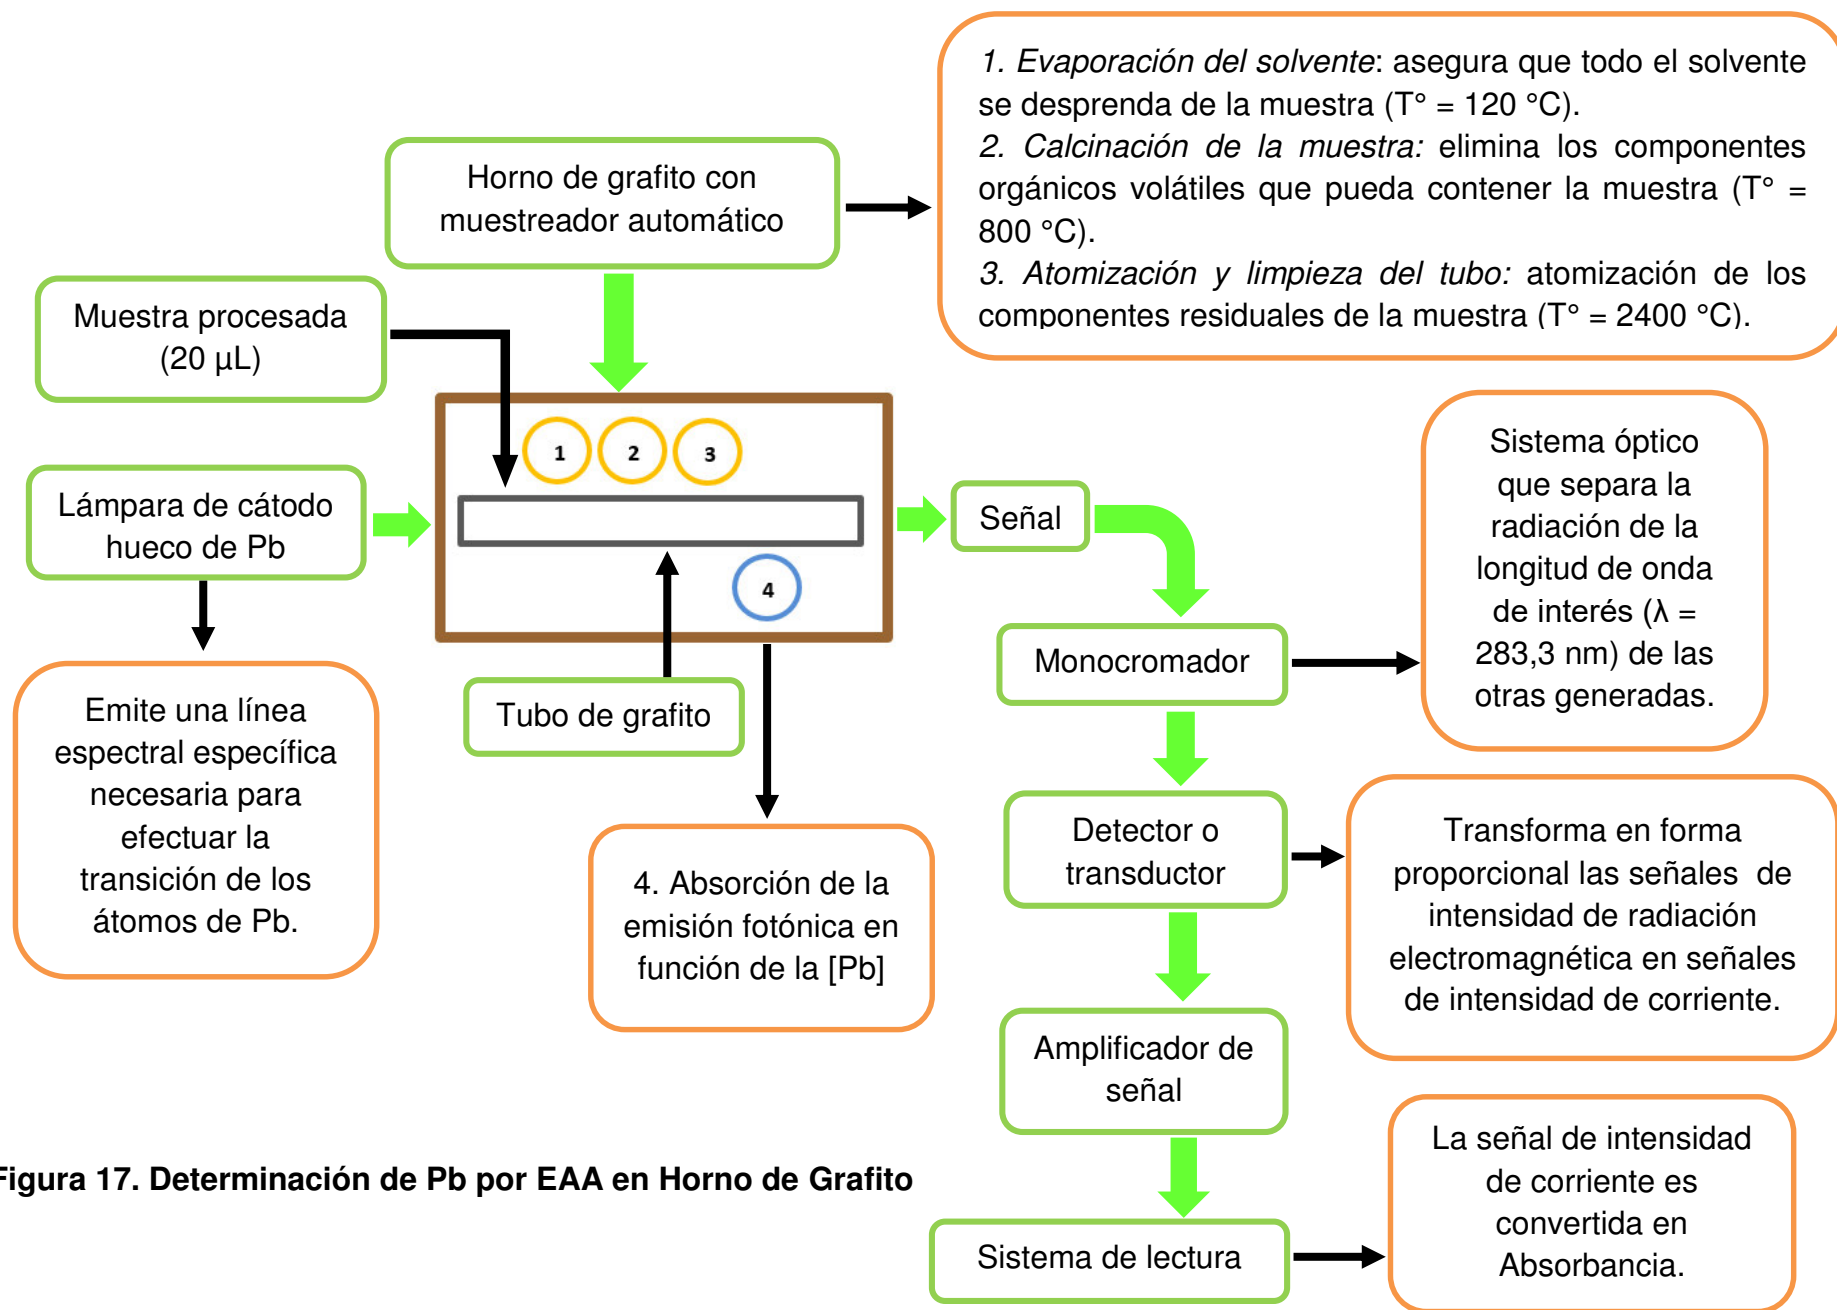 1. Evaporación del solvente: asegura que todo el solvente
se desprenda de la muestra (T° = 120 °C).
2. Calcinación de la muestra: elimina los componentes
orgánicos volátiles que pueda contener la muestra (T° =
800 °C).
3. Atomización y limpieza del tubo: atomización de los
componentes residuales de la muestra (T° = 2400 °C).
Horno de grafito con
muestreador automático
Muestra procesada
(20 µL)
1 2 3
Lámpara de cátodo
hueco de Pb
4
Señal
Sistema óptico
que separa la
radiación de la
longitud de onda
de interés (λ =
283,3 nm) de las
otras generadas.
Monocromador
Tubo de grafito
Emite una línea
espectral específica
necesaria para
efectuar la
transición de los
átomos de Pb.
4. Absorción de la
emisión fotónica en
función de la [Pb]
Detector o
transductor
Transforma en forma
proporcional las señales de
intensidad de radiación
electromagnética en señales
de intensidad de corriente.
Amplificador de
señal
La señal de intensidad
de corriente es
convertida en
Absorbancia.
Figura 17. Determinación de Pb por EAA en Horno de Grafito
Sistema de lectura